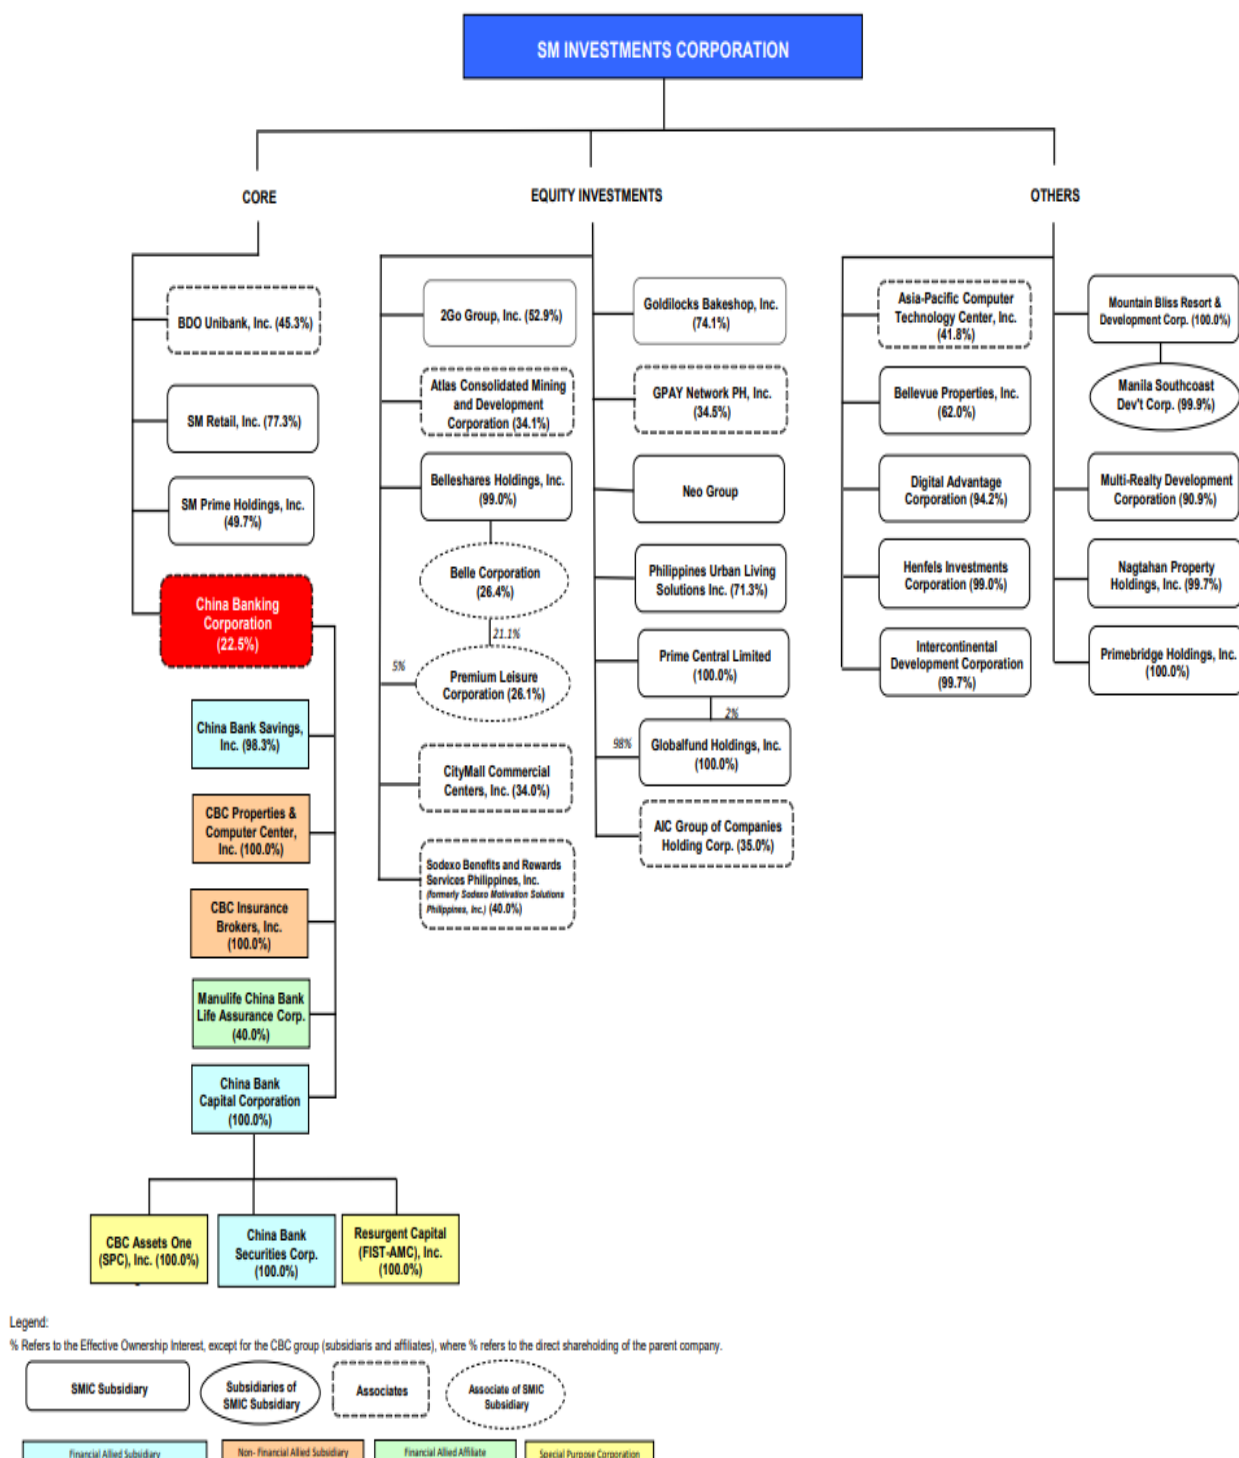 SM INVESTMENTS CORPORATION
CORE
EQUITY INVESTMENTS
OTHERS
BDO Unibank, Inc. (45.3%)
SM Retail, Inc. (77.3%)
SM Prime Holdings, Inc.
(49.7%)
China Banking
Corporation
(22.5%)
China Bank Savings,
Inc. (98.3%)
CBC Properties &
Computer Center,
Inc. (100.0%)
CBC Insurance
Brokers, Inc.
(100.0%)
Manulife China Bank
Life Assurance Corp.
(40.0%)
China Bank
Capital Corporation
(100.0%)
CBC Assets One
(SPC), Inc. (100.0%)
China Bank
Securities Corp.
(100.0%)
Resurgent Capital
(FIST-AMC), Inc.
(100.0%)
2Go Group, Inc. (52.9%)
Atlas Consolidated Mining
and Development
Corporation (34.1%)
Belleshares Holdings, Inc.
(99.0%)
Belle Corporation
(26.4%)
21.1%
5%
Premium Leisure
Corporation (26.1%)
CityMall Commercial
Centers, Inc. (34.0%)
Sodexo Benefits and Rewards
Services Philippines, Inc.
(formerly Sodexo Motivation Solutions
Philippines, Inc.) (40.0%)
Goldilocks Bakeshop, Inc.
(74.1%)
GPAY Network PH, Inc.
(34.5%)
Neo Group
Philippines Urban Living
Solutions Inc. (71.3%)
Prime Central Limited
(100.0%)
2%
98%
Globalfund Holdings, Inc.
(100.0%)
AIC Group of Companies
Holding Corp. (35.0%)
Asia-Pacific Computer
Technology Center, Inc.
(41.8%)
Bellevue Properties, Inc.
(62.0%)
Digital Advantage
Corporation (94.2%)
Henfels Investments
Corporation (99.0%)
Intercontinental
Development Corporation
(99.7%)
Mountain Bliss Resort &
Development Corp. (100.0%)
Manila Southcoast
Dev't Corp. (99.9%)
Multi-Realty Development
Corporation (90.9%)
Nagtahan Property
Holdings, Inc. (99.7%)
Primebridge Holdings, Inc.
(100.0%)
Legend:
% Refers to the Effective Ownership Interest, except for the CBC group (subsidiaris and affiliates), where % refers to the direct shareholding of the parent company.
SMIC Subsidiary
Subsidiaries of
SMIC Subsidiary
Associates
Associate of SMIC
Subsidiary
Financial Allied Subsidiary
Non- Financial Allied Subsidiary
Financial Allied Affiliate
Special Purpose Corporation